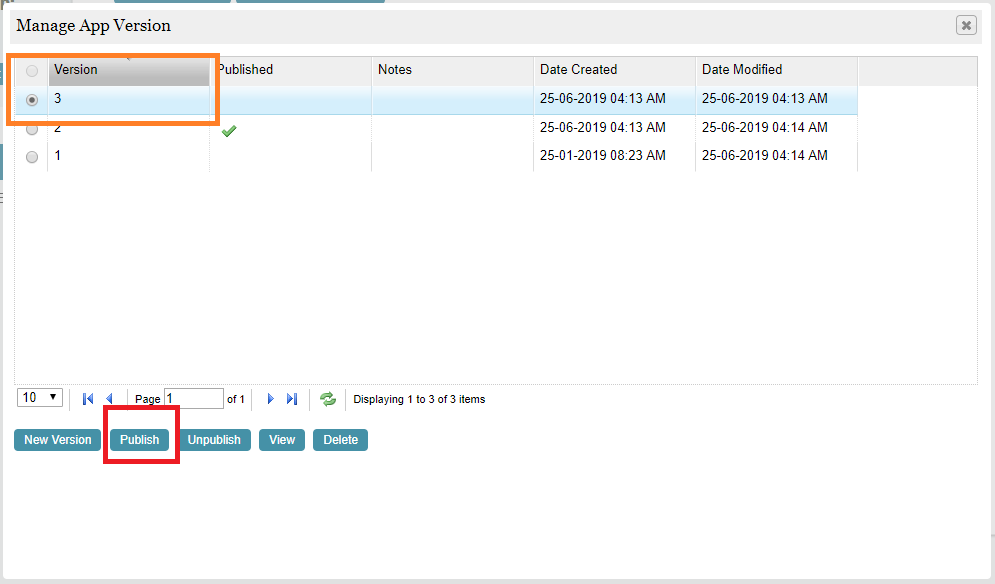 Manage App Version
Version Published Notes Date Created Date Modified
3 25-06-2019 04:13 AM 25-06-2019 04:13 AM
2 25-06-2019 04:13 AM 25-06-2019 04:14 AM
1 25-01-2019 08:23 AM 25-06-2019 04:14 AM
10 Page 1 of 1 Displaying 1 to 3 of 3 items
New Version Publish Unpublish View Delete